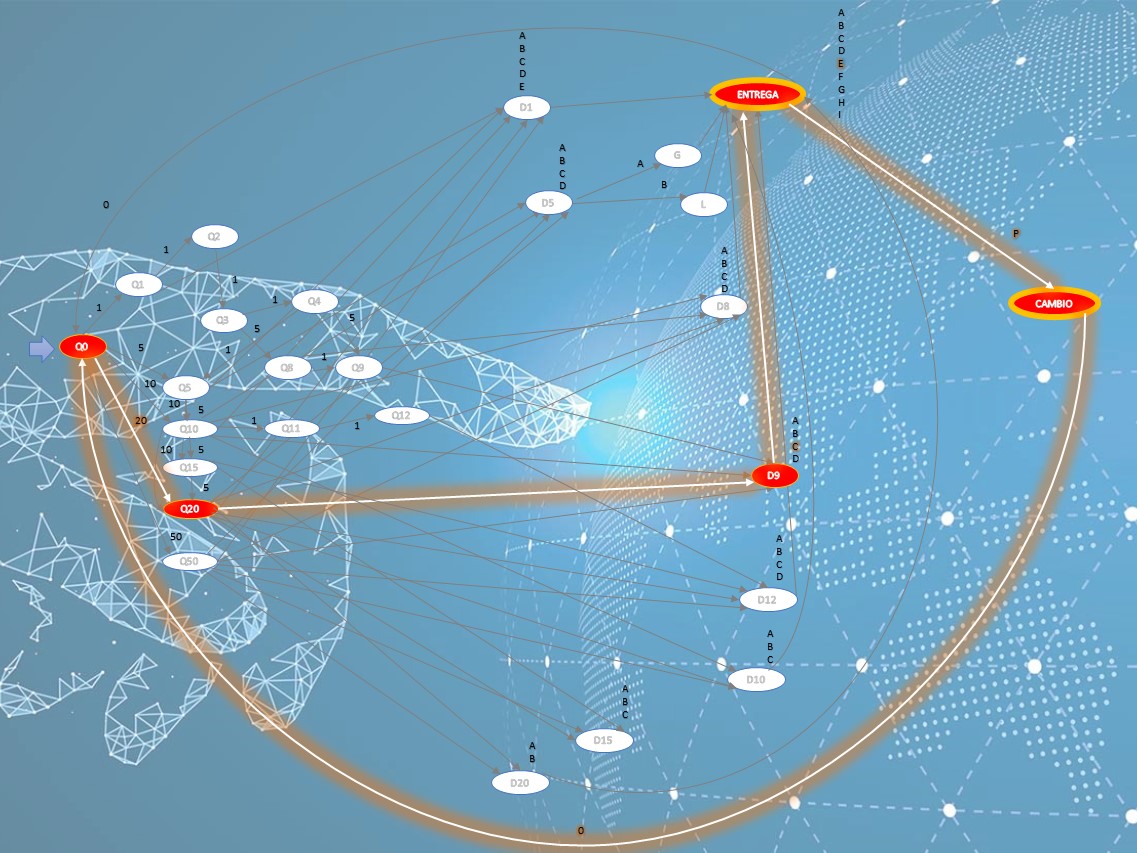 A
B
C
D
E
D1
ENTREGA
A
B
C
D
E
F
G
H
I
A
B
C
D
D5
A
G
B
L
0
Q2
1
Q1
1
1
Q3
1
Q4
5
5
Q0
5
1
Q8
1
Q9
10
Q5
10
5
20
Q10
1
Q11
1
Q12
10
5
Q15
5
Q20
50
Q50
A
B
C
D
D8
P
CAMBIO
A
B
C
D
D9
A
B
C
D
D12
A
B
C
D10
A
B
C
D15
A
B
D20
O